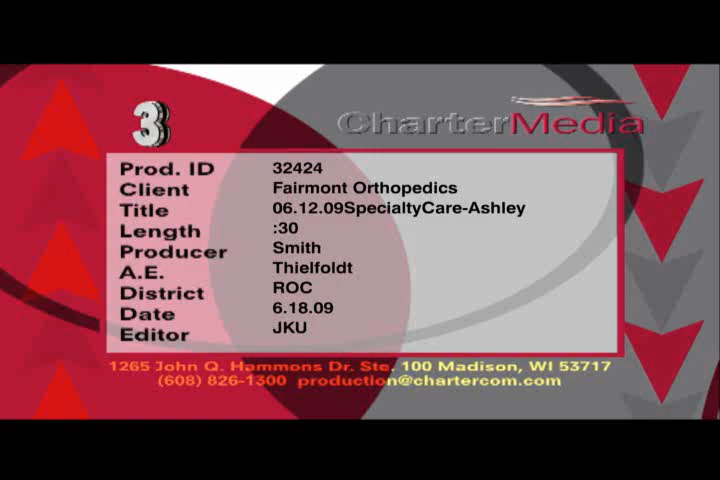 3
CharterMedia
Prod. ID 32424
Client Fairmont Orthopedics
Title 06.12.09SpecialtyCare-Ashley
Length :30
Producer Smith
A.E. Thielfoldt
District ROC
Date 6.18.09
Editor JKU
1265 John Q. Hammons Dr. Ste. 100 Madison, WI 53717
(608) 826-1300 production@chartercom.com